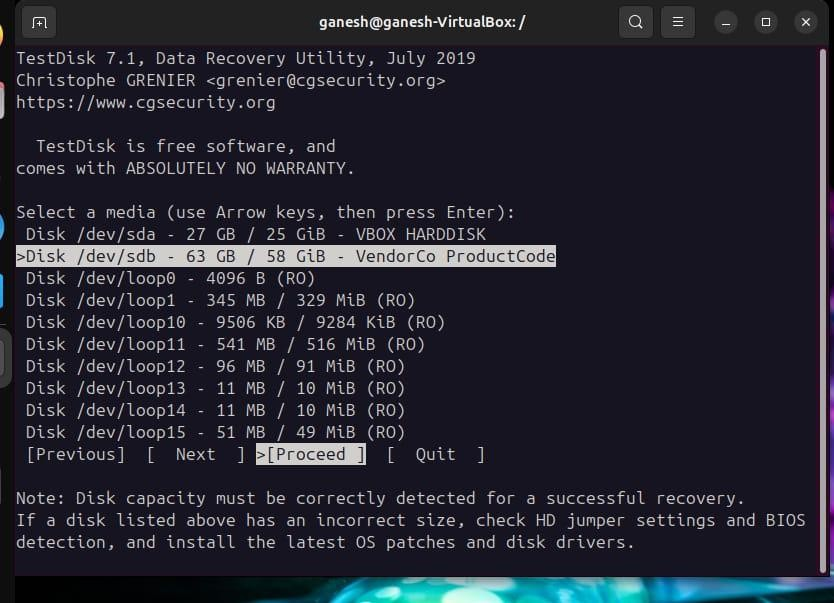 ganesh@ganesh-VirtualBox: /
TestDisk 7.1, Data Recovery Utility, July 2019
Christophe GRENIER <grenier@cgsecurity.org>
https://www.cgsecurity.org
TestDisk is free software, and
comes with ABSOLUTELY NO WARRANTY.
Select a media (use Arrow keys, then press Enter):
Disk /dev/sda - 27 GB / 25 GiB - VBOX HARDDISK
>Disk /dev/sdb - 63 GB / 58 GiB - VendorCo ProductCode
Disk /dev/loop0 - 4096 B (RO)
Disk /dev/loop1 - 345 MB / 329 MiB (RO)
Disk /dev/loop10 - 9506 KB / 9284 KiB (RO)
Disk /dev/loop11 - 541 MB / 516 MiB (RO)
Disk /dev/loop12 - 96 MB / 91 MiB (RO)
Disk /dev/loop13 - 11 MB / 10 MiB (RO)
Disk /dev/loop14 - 11 MB / 10 MiB (RO)
Disk /dev/loop15 - 51 MB / 49 MiB (RO)
[Previous]  [  Next  ] >[Proceed ]  [  Quit  ]
Note: Disk capacity must be correctly detected for a successful recovery.
If a disk listed above has an incorrect size, check HD jumper settings and BIOS
detection, and install the latest OS patches and disk drivers.